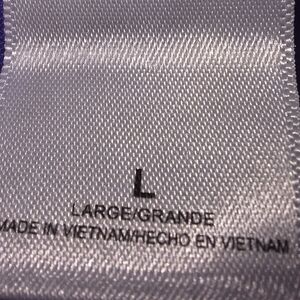 L
LARGE/GRANDE
MADE IN VIETNAM/HECHO EN VIETNAM